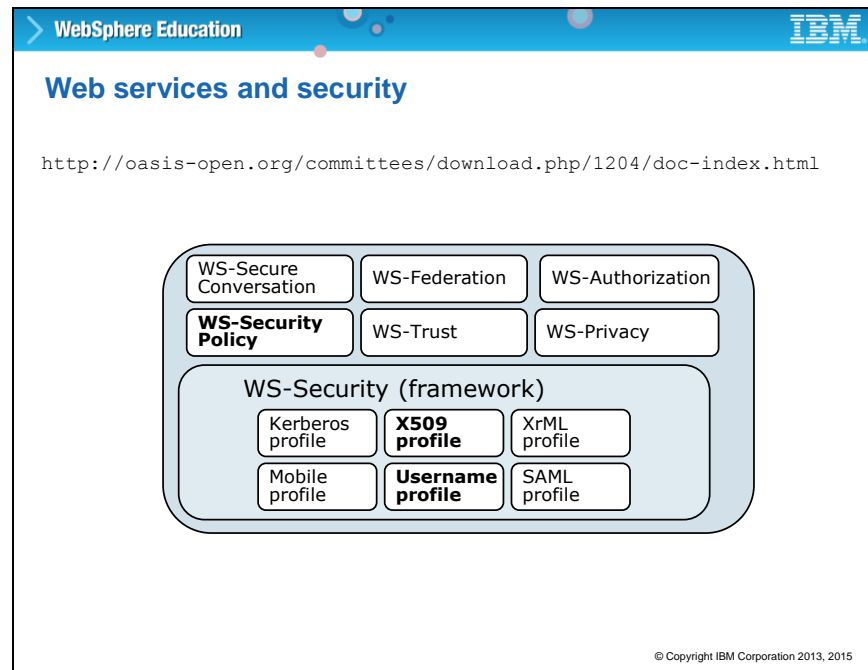 WebSphere Education
IBM
Web services and security
http://oasis-open.org/committees/download.php/1204/doc-index.html
WS-Secure
Conversation
WS-Federation
WS-Authorization
WS-Security
Policy
WS-Trust
WS-Privacy
WS-Security (framework)
Kerberos
profile
X509
profile
XrML
profile
Mobile
profile
Username
profile
SAML
profile
© Copyright IBM Corporation 2013, 2015